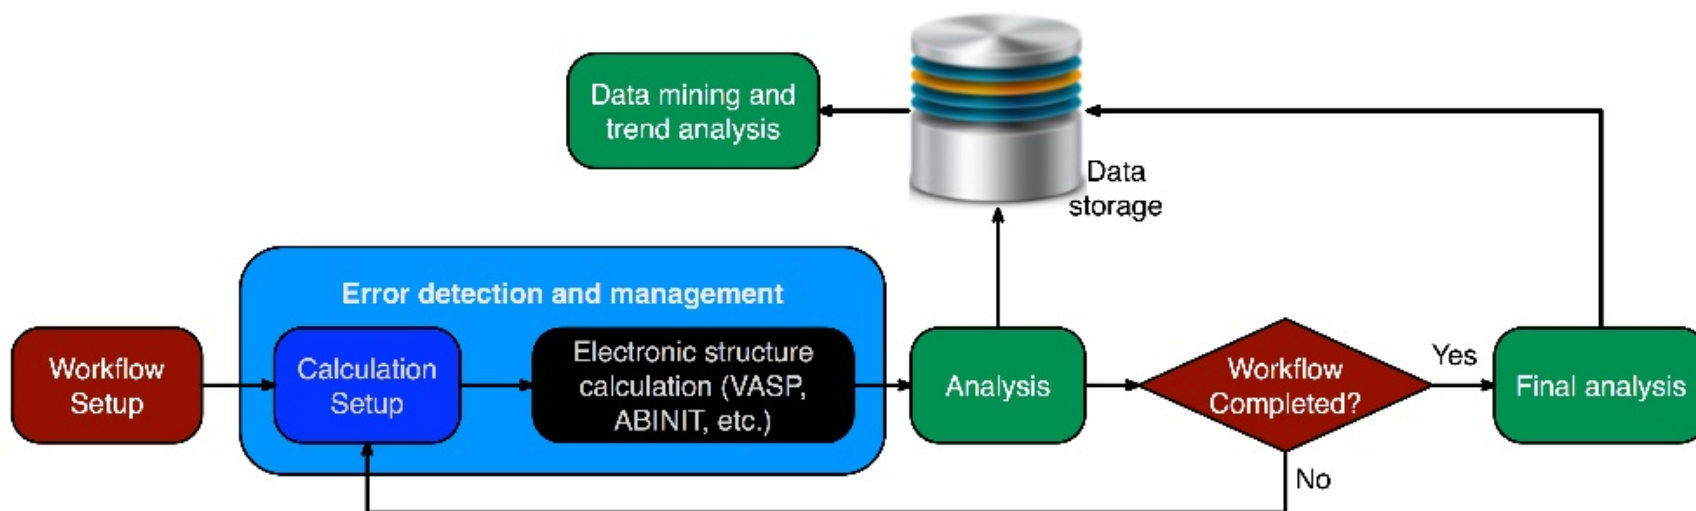 Data mining and
trend analysis
Data
storage
Error detection and management
Workflow
Setup
Calculation
Setup
Electronic structure
calculation (VASP,
ABINIT, etc.)
Analysis
Workflow
Completed?
Yes
Final analysis
No